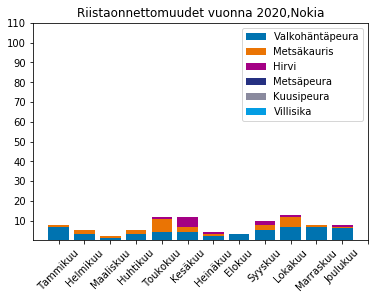 Riistaonnettomuudet vuonna 2020,Nokia
110
100
90
80
70
60
50
40
30
20
10
Valkohäntäpeura
Metsäkauris
Hirvi
Metsäpeura
Kuusipeura
Villisika
Tammikuu
Helmikuu
Maaliskuu
Huhtikuu
Toukokuu
Kesäkuu
Heinäkuu
Elokuu
Syyskuu
Lokakuu
Marraskuu
Joulukuu